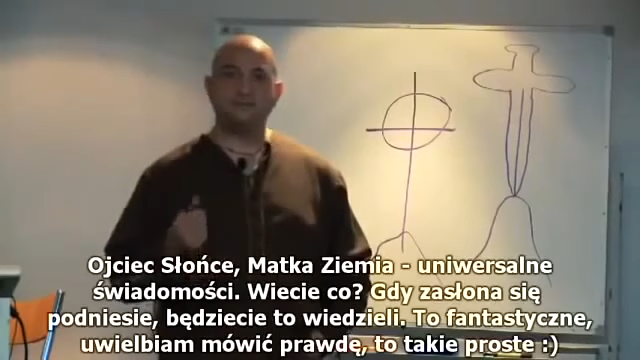 Ojciec Słońce, Matka Ziemia - uniwersalne
świadomości. Wiecie co? Gdy zasłona się
podniesie, będziecie to wiedzieli. To fantastyczne,
uwielbiam mówić prawdę, to takie proste :)